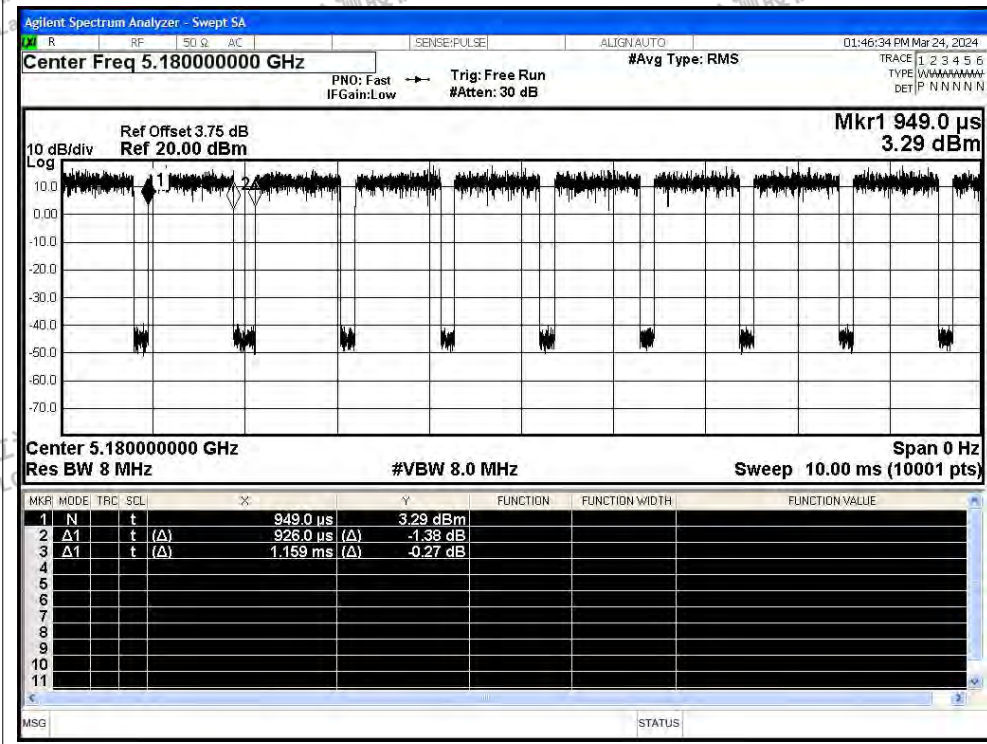 Agilent Spectrum Analyzer - Swept SA
R RF 50 Ω AC SENSE:PULSE ALIGN AUTO 01:46:34 PM Mar 24, 2024
Center Freq 5.180000000 GHz #Avg Type: RMS TRACE 1 2 3 4 5 6
PNO: Fast Trig: Free Run TYPE
IFGain:Low #Atten: 30 dB DET P N N N N N
Mkr1 949.0 µs
Ref Offset 3.75 dB
10 dB/div Ref 20.00 dBm 3.29 dBm
Log
10.0
1
2Δ
0.00
-10.0
-20.0
-30.0
-40.0
-50.0
-60.0
-70.0
Center 5.180000000 GHz Span 0 Hz
Res BW 8 MHz #VBW 8.0 MHz Sweep 10.00 ms (10001 pts)
MKR MODE TRC SCL X Y FUNCTION FUNCTION WIDTH FUNCTION VALUE
1 N t 949.0 µs 3.29 dBm
2 Δ1 t (Δ) 926.0 µs (Δ) -1.38 dB
3 Δ1 t (Δ) 1.159 ms (Δ) -0.27 dB
4
5
6
7
8
9
10
11
MSG STATUS